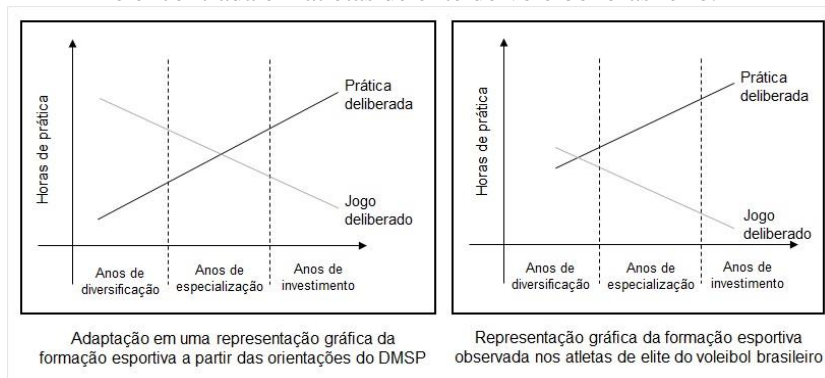 Horas de prática
Prática
deliberada
Jogo
deliberado
Anos de
diversificação
Anos de
especialização
Anos de
investimento
Adaptação em uma representação gráfica da
formação esportiva a partir das orientações do DMSP
Horas de prática
Prática
deliberada
Jogo
deliberado
Anos de
diversificação
Anos de
especialização
Anos de
investimento
Representação gráfica da formação esportiva
observada nos atletas de elite do voleibol brasileiro